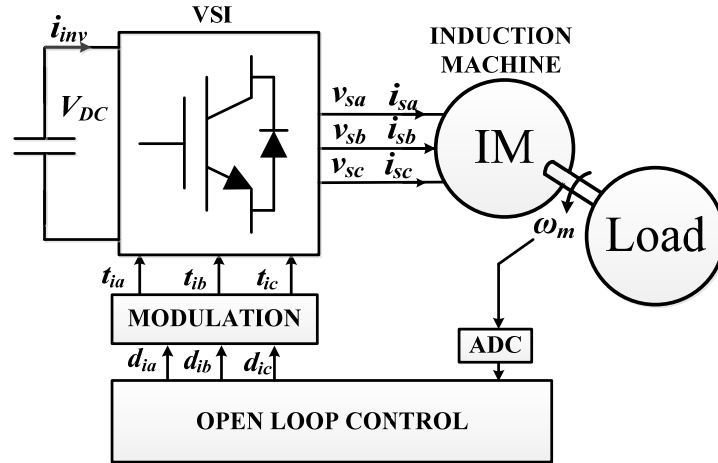 VSI
i_inv
INDUCTION
MACHINE
V_DC
v_sa i_sa
v_sb i_sb
v_sc i_sc
IM
ω_m
Load
t_ia t_ib t_ic
MODULATION
ADC
d_ia d_ib d_ic
OPEN LOOP CONTROL